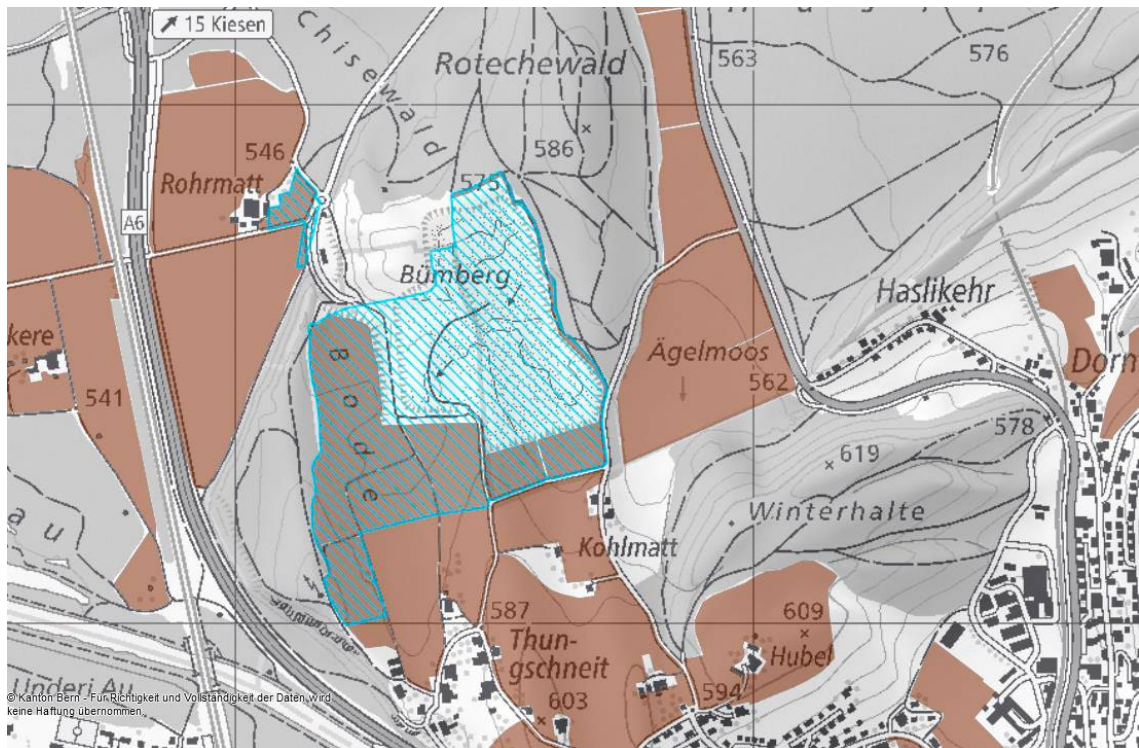 15 Kiesen
Chisewald
Rotechewald
563
576
546
586
Rohrmatt
575
A6
Bümberg
Haslikehr
kere
Ägelmoos
Dorn
541
Bode
562
578
619
Winterhalte
au
Kohlmatt
587
609
Thun-
gschneit
Hubel
594
603
Underi Au
© Kanton Bern - Für Richtigkeit und Vollständigkeit der Daten wird
keine Haftung übernommen.